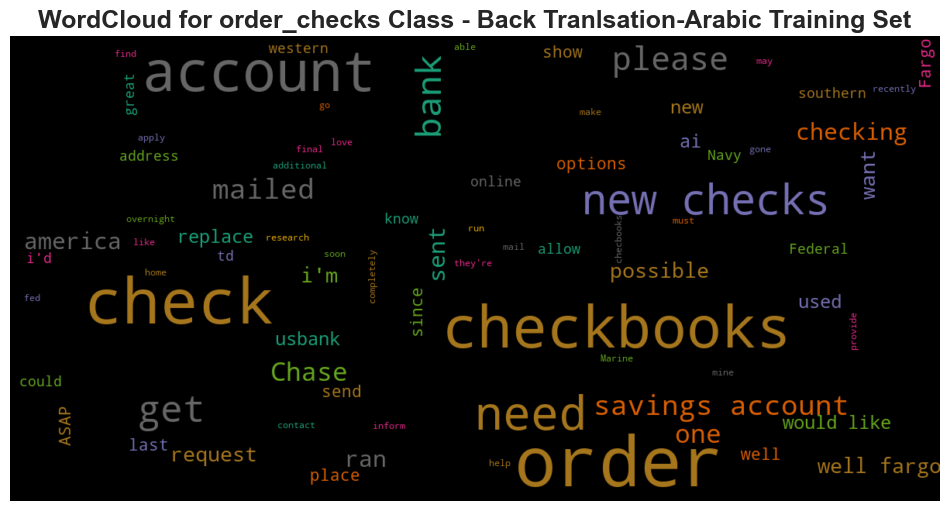 WordCloud for order_checks Class - Back Tranlsation-Arabic Training Set
find
western
able
show
please
may
Fargo
account
great
bank
southern
recently
go
make
new
apply
love
checking
address
final
ai
Navy
gone
additional
options
want
mailed
online
new checks
overnight
know
run
checbooks
must
america
like
replace
research
sent
mail
allow
Federal
i'd
td
soon
they're
home
i'm
completely
possible
fed
check
since
checkbooks
used
provide
usbank
Marine
could
Chase
mine
send
ASAP
get
need
savings account
contact
inform
one
would like
last
request
ran
help
order
well
place
well fargo